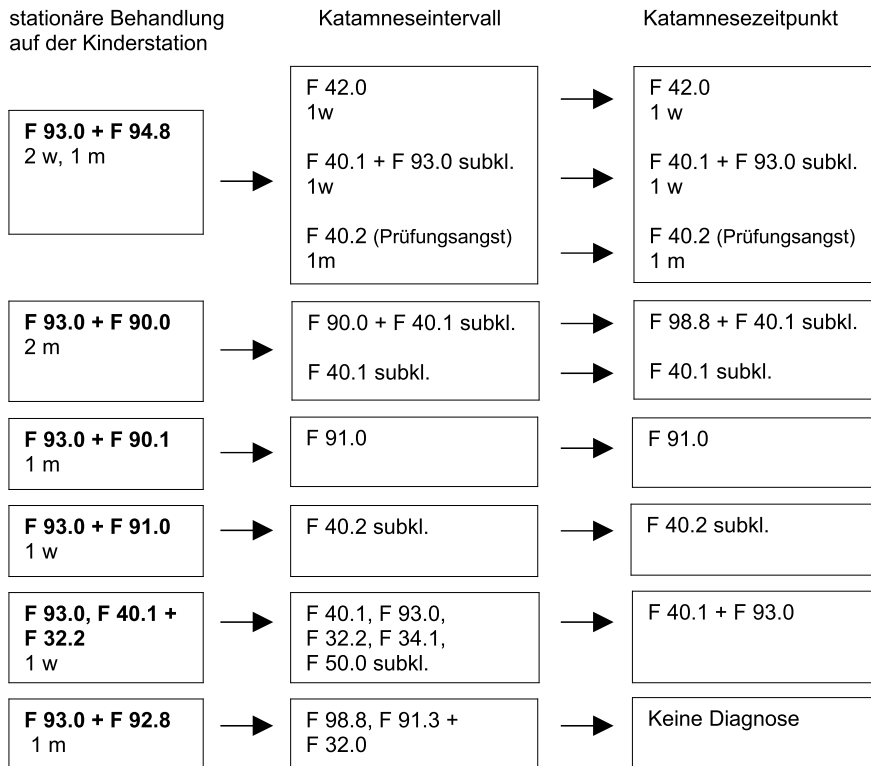 stationäre Behandlung
auf der Kinderstation
Katamneseintervall
Katamnesezeitpunkt
F 93.0 + F 94.8
2 w, 1 m
F 42.0
1w
F 40.1 + F 93.0 subkl.
1w
F 40.2 (Prüfungsangst)
1m
F 42.0
1 w
F 40.1 + F 93.0 subkl.
1 w
F 40.2 (Prüfungsangst)
1 m
F 93.0 + F 90.0
2 m
F 90.0 + F 40.1 subkl.
F 40.1 subkl.
F 98.8 + F 40.1 subkl.
F 40.1 subkl.
F 93.0 + F 90.1
1 m
F 91.0
F 91.0
F 93.0 + F 91.0
1 w
F 40.2 subkl.
F 40.2 subkl.
F 93.0, F 40.1 +
F 32.2
1 w
F 40.1, F 93.0,
F 32.2, F 34.1,
F 50.0 subkl.
F 40.1 + F 93.0
F 93.0 + F 92.8
1 m
F 98.8, F 91.3 +
F 32.0
Keine Diagnose